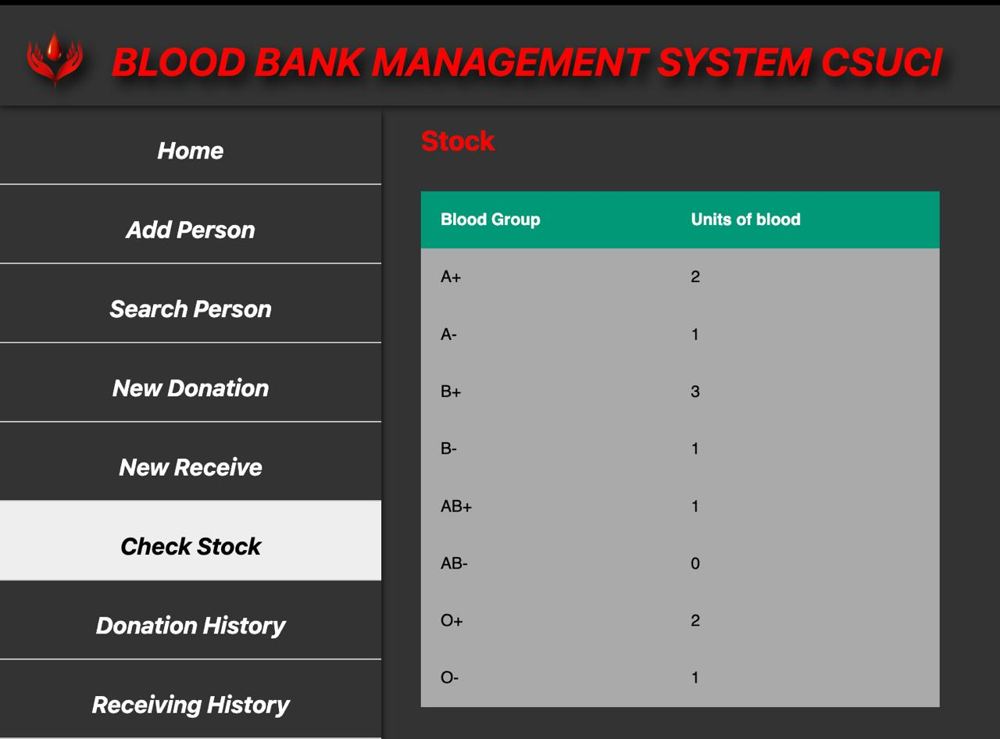 BLOOD BANK MANAGEMENT SYSTEM CSUCI
Home
Add Person
Search Person
New Donation
New Receive
Check Stock
Donation History
Receiving History
Stock
Blood Group Units of blood
A+ 2
A- 1
B+ 3
B- 1
AB+ 1
AB- 0
O+ 2
O- 1